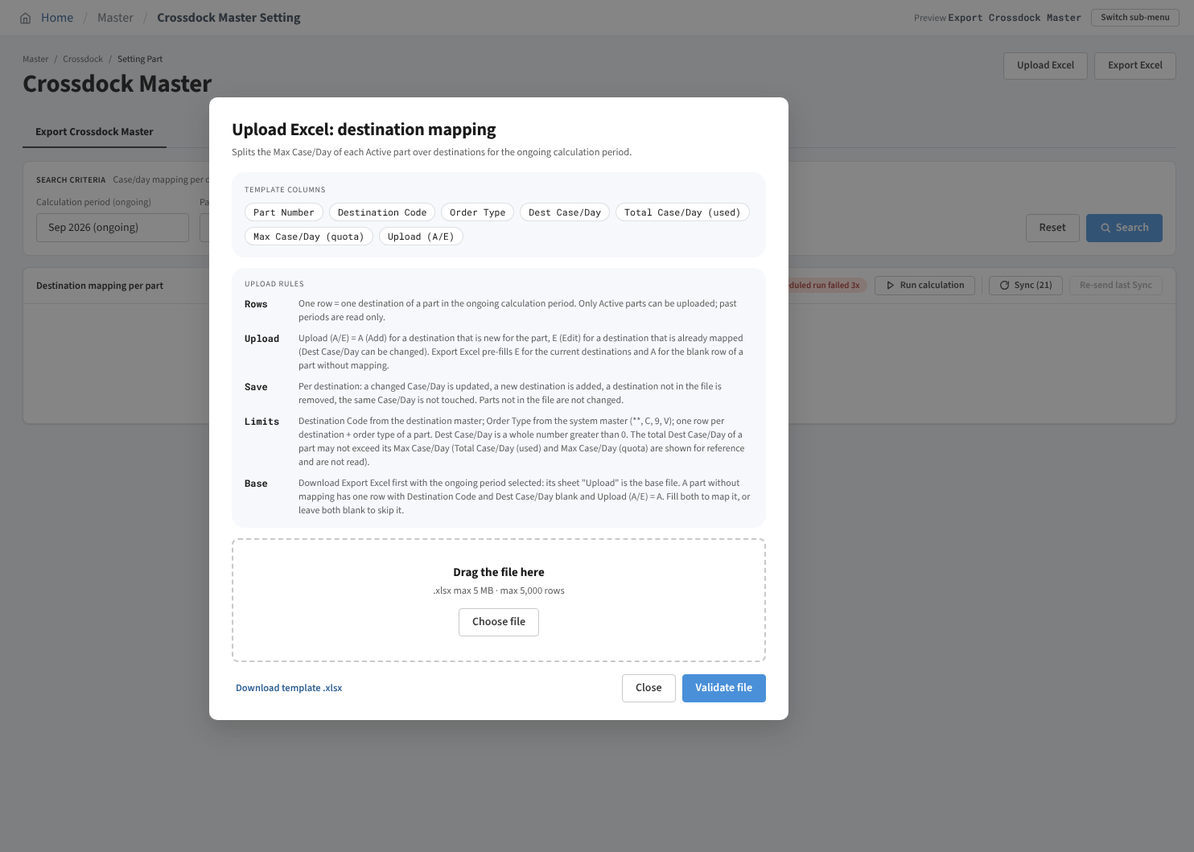 Home / Master / Crossdock Master Setting
Preview Export Crossdock Master
Switch sub-menu
Master / Crossdock / Setting Part
Crossdock Master
Upload Excel
Export Excel
Export Crossdock Master
SEARCH CRITERIA Case/day mapping per
Calculation period (ongoing)
Sep 2026 (ongoing)
Reset
Search
Destination mapping per part
run failed 3x
Run calculation
Sync (21)
Re-send last Sync
Upload Excel: destination mapping
Splits the Max Case/Day of each Active part over destinations for the ongoing calculation period.
TEMPLATE COLUMNS
Part Number
Destination Code
Order Type
Dest Case/Day
Total Case/Day (used)
Max Case/Day (quota)
Upload (A/E)
UPLOAD RULES
Rows One row = one destination of a part in the ongoing calculation period. Only Active parts can be uploaded; past
periods are read only.
Upload Upload (A/E) = A (Add) for a destination that is new for the part, E (Edit) for a destination that is already mapped
(Dest Case/Day can be changed). Export Excel pre-fills E for the current destinations and A for the blank row of a
part without mapping.
Save Per destination: a changed Case/Day is updated, a new destination is added, a destination not in the file is
removed, the same Case/Day is not touched. Parts not in the file are not changed.
Limits Destination Code from the destination master; Order Type from the system master (**, C, 9, V); one row per
destination + order type of a part. Dest Case/Day is a whole number greater than 0. The total Dest Case/Day of a
part may not exceed its Max Case/Day (Total Case/Day (used) and Max Case/Day (quota) are shown for reference
and are not read).
Base Download Export Excel first with the ongoing period selected: its sheet "Upload" is the base file. A part without
mapping has one row with Destination Code and Dest Case/Day blank and Upload (A/E) = A. Fill both to map it, or
leave both blank to skip it.
Drag the file here
.xlsx max 5 MB · max 5,000 rows
Choose file
Download template .xlsx
Close
Validate file